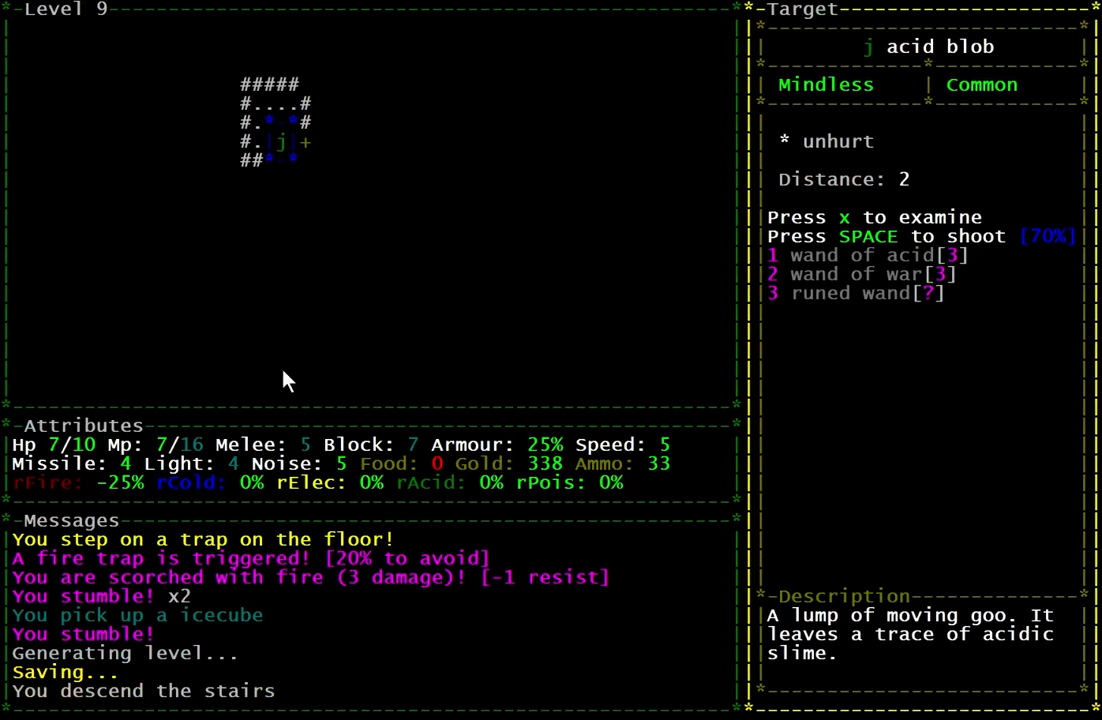 Level 9
#####
#....#
#.* *#
#.|j|+
##* *
Attributes
Hp 7/10 Mp: 7/16 Melee: 5 Block: 7 Armour: 25% Speed: 5
Missile: 4 Light: 4 Noise: 5 Food: 0 Gold: 338 Ammo: 33
rFire: -25% rCold: 0% rElec: 0% rAcid: 0% rPois: 0%
Messages
You step on a trap on the floor!
A fire trap is triggered! [20% to avoid]
You are scorched with fire (3 damage)! [-1 resist]
You stumble! x2
You pick up a icecube
You stumble!
Generating level...
Saving...
You descend the stairs
Target
j acid blob
Mindless | Common
* unhurt
Distance: 2
Press x to examine
Press SPACE to shoot [70%]
1 wand of acid[3]
2 wand of war[3]
3 runed wand[?]
Description
A lump of moving goo. It
leaves a trace of acidic
slime.